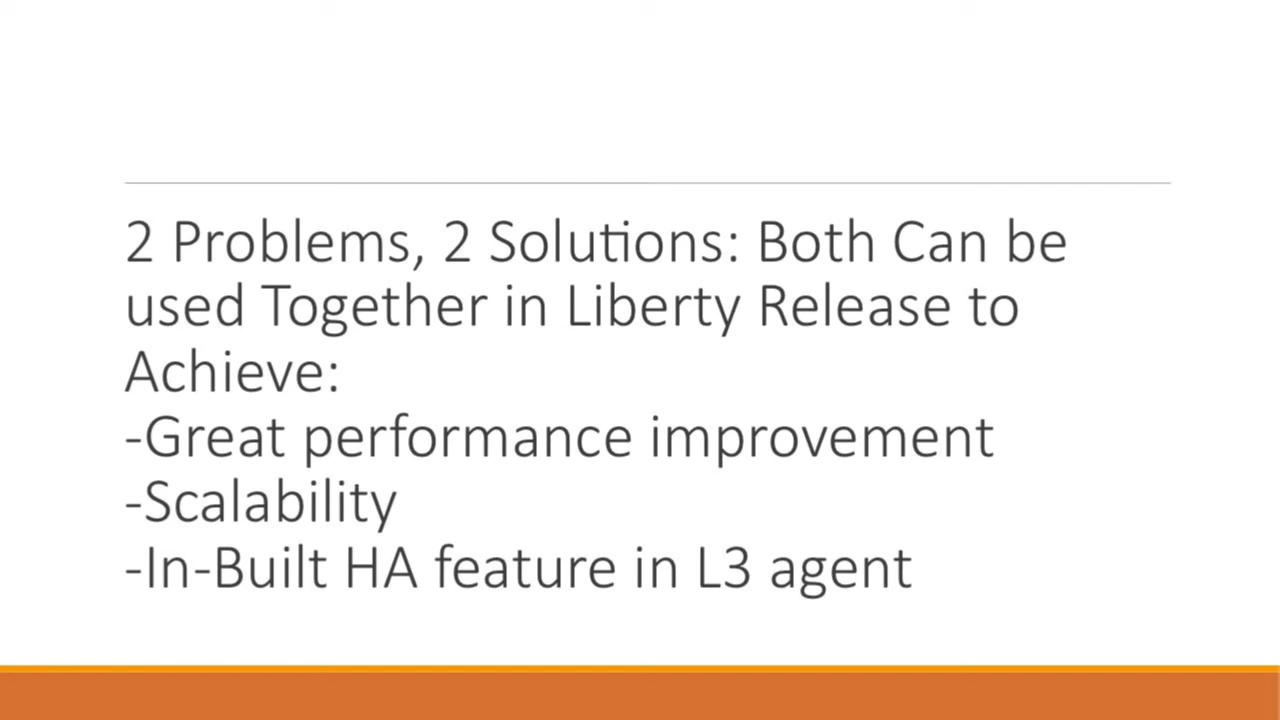 2 Problems, 2 Solutions: Both Can be
used Together in Liberty Release to
Achieve:
-Great performance improvement
-Scalability
-In-Built HA feature in L3 agent